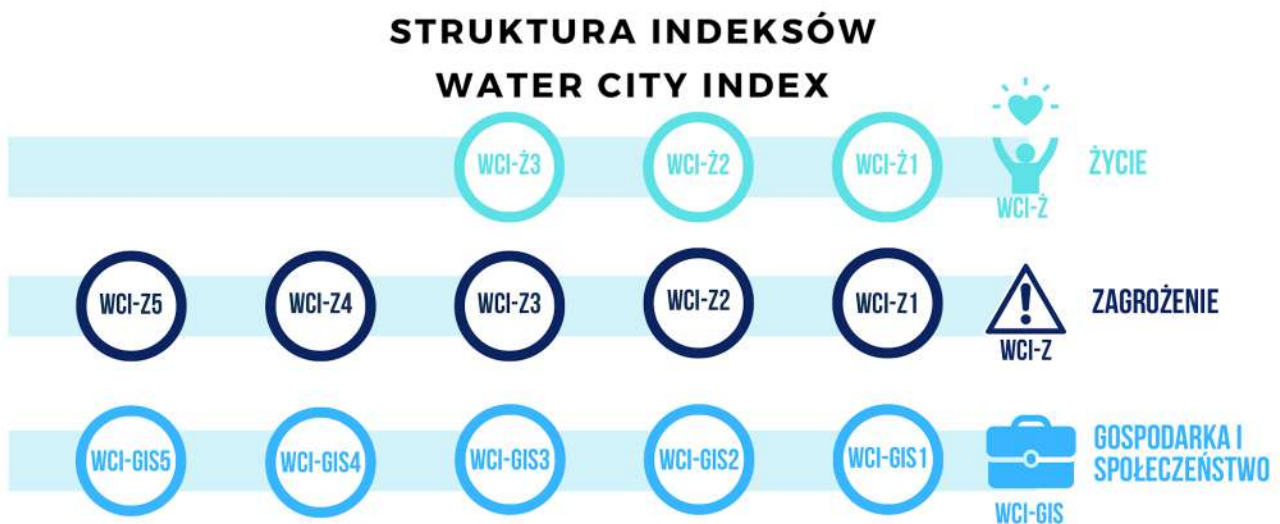 STRUKTURA INDEKSÓW
WATER CITY INDEX
WCI-Ż3 WCI-Ż2 WCI-Ż1 ŻYCIE
WCI-Ż
WCI-Z5 WCI-Z4 WCI-Z3 WCI-Z2 WCI-Z1 ZAGROŻENIE
WCI-Z
WCI-GIS5 WCI-GIS4 WCI-GIS3 WCI-GIS2 WCI-GIS1 GOSPODARKA I
SPOŁECZEŃSTWO
WCI-GIS